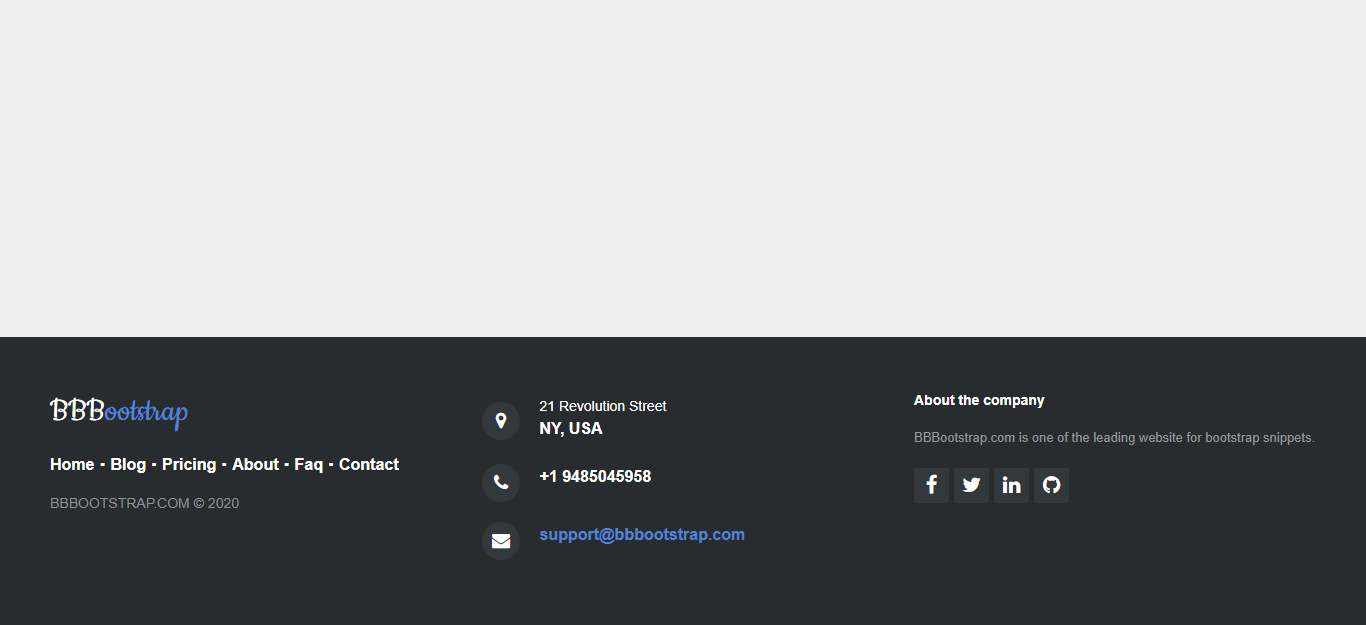 BBBootstrap
Home · Blog · Pricing · About · Faq · Contact
BBBOOTSTRAP.COM © 2020
21 Revolution Street
NY, USA
+1 9485045958
support@bbbootstrap.com
About the company
BBBootstrap.com is one of the leading website for bootstrap snippets.